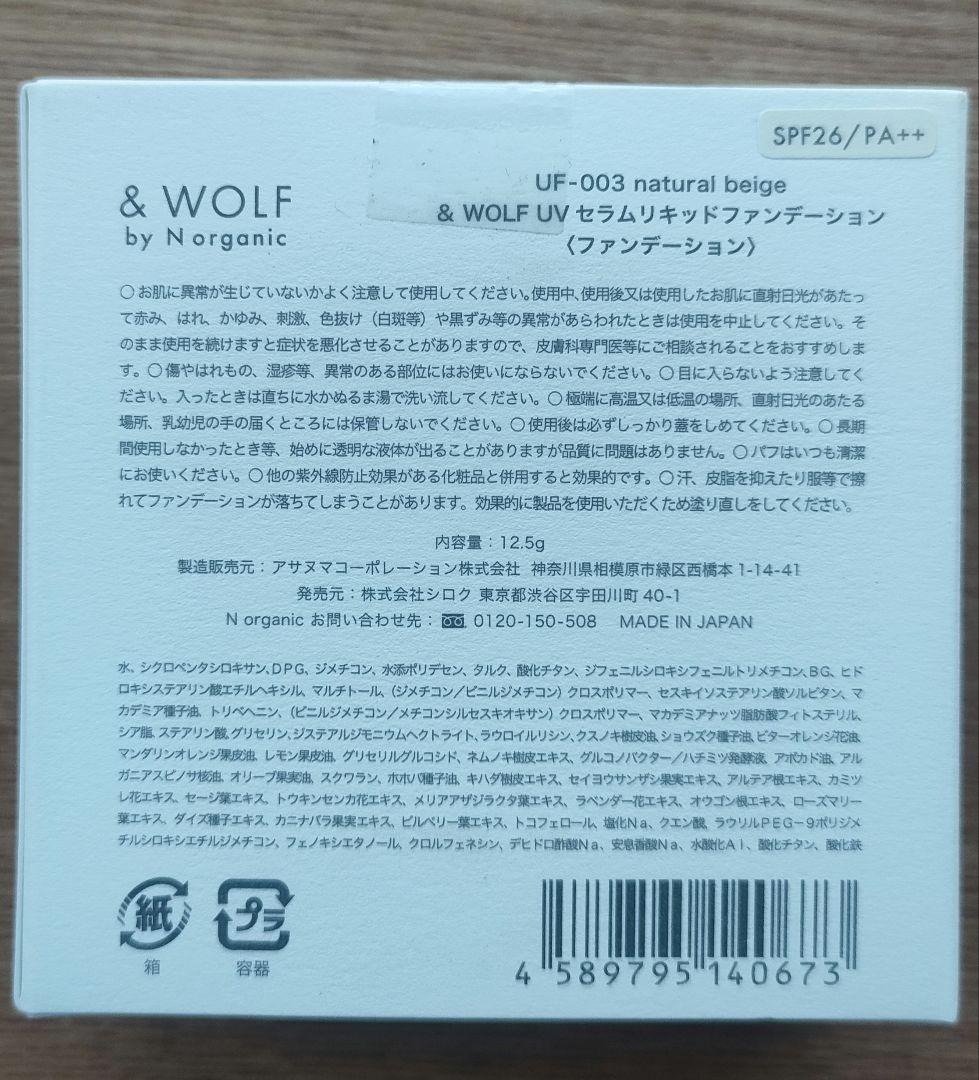 SPF26/PA++
& WOLF
by N organic
UF-003 natural beige
& WOLF UV セラムリキッドファンデーション
〈ファンデーション〉
○お肌に異常が生じていないかよく注意して使用してください。使用中、使用後又は使用したお肌に直射日光があたっ
て赤み、はれ、かゆみ、刺激、色抜け（白斑等）や黒ずみ等の異常があらわれたときは使用を中止してください。そ
のまま使用を続けますと症状を悪化させることがありますので、皮膚科専門医等にご相談されることをおすすめしま
す。○傷やはれもの、湿疹等、異常のある部位にはお使いにならないでください。○目に入らないよう注意してく
ださい。入ったときは直ちに水かぬるま湯で洗い流してください。○極端に高温又は低温の場所、直射日光のあたる
場所、乳幼児の手の届くところには保管しないでください。○使用後は必ずしっかり蓋をしめてください。○長期
間使用しなかったとき等、始めに透明な液体が出ることがありますが品質に問題はありません。○パフはいつも清潔
にお使いください。○他の紫外線防止効果がある化粧品と併用すると効果的です。○汗、皮脂を抑えたり服等で擦
れてファンデーションが落ちてしまうことがあります。効果的に製品を使用いただくため塗り直しをしてください。
内容量：12.5g
製造販売元：アサヌマコーポレーション株式会社 神奈川県相模原市緑区西橋本 1-14-41
発売元：株式会社シロク 東京都渋谷区宇田川町 40-1
N organic お問い合わせ先： 0120-150-508 MADE IN JAPAN
水、シクロペンタシロキサン、DPG、ジメチコン、水添ポリデセン、タルク、酸化チタン、ジフェニルシロキシフェニルトリメチコン、BG、ヒド
ロキシステアリン酸エチルヘキシル、マルチトール、（ジメチコン／ビニルジメチコン）クロスポリマー、セスキイソステアリン酸ソルビタン、マ
カデミア種子油、トリベヘニン、（ビニルジメチコン／メチコンシルセスキオキサン）クロスポリマー、マカデミアナッツ脂肪酸フィトステリル、
シア脂、ステアリン酸、グリセリン、ジステアルジモニウムヘクトライト、ラウロイルリシン、クスノキ樹皮油、ショウズク種子油、ビターオレンジ花油、
マンダリンオレンジ果皮油、レモン果皮油、グリセリルグルコシド、ネムノキ樹皮エキス、グルコノバクター／ハチミツ発酵液、アボカド油、アル
ガニアスピノサ核油、オリーブ果実油、スクワラン、ホホバ種子油、キハダ樹皮エキス、セイヨウサンザシ果実エキス、アルテア根エキス、カミツ
レ花エキス、セージ葉エキス、トウキンセンカ花エキス、メリアアザジラクタ葉エキス、ラベンダー花エキス、オウゴン根エキス、ローズマリー
葉エキス、ダイズ種子エキス、カニナバラ果実エキス、ビルベリー葉エキス、トコフェロール、塩化Na、クエン酸、ラウリルPEG－9ポリジメ
チルシロキシエチルジメチコン、フェノキシエタノール、クロルフェネシン、デヒドロ酢酸Na、安息香酸Na、水酸化Al、酸化チタン、酸化鉄
紙
箱
プラ
容器
4 589795 140673